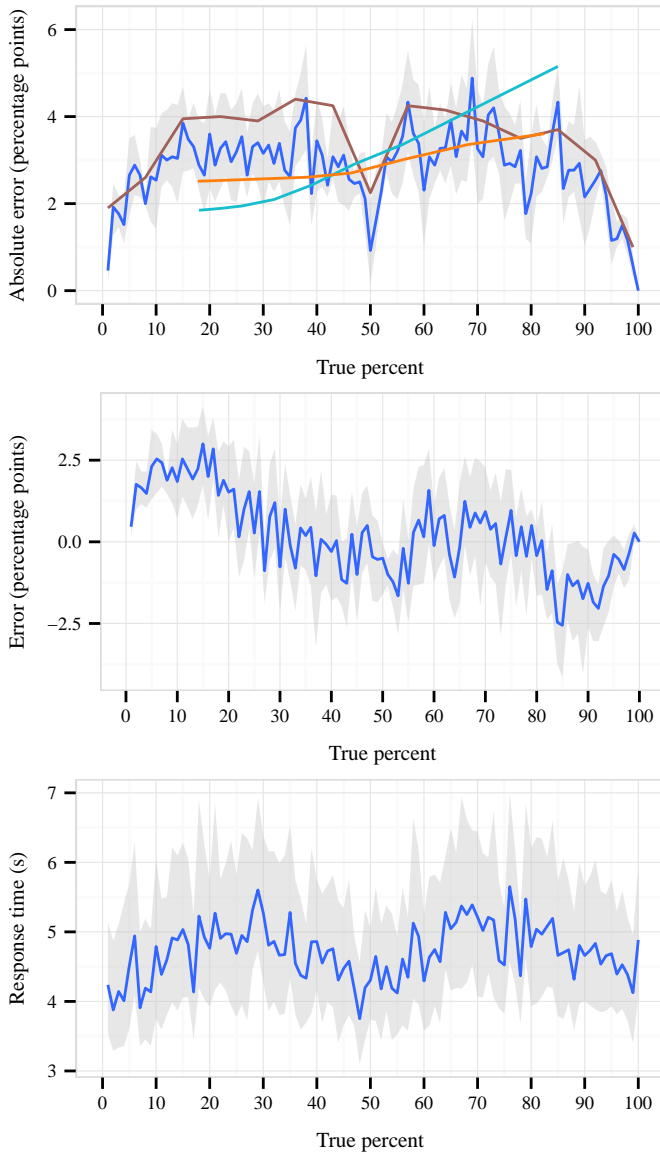 Absolute error (percentage points)
6
4
2
0
0 10 20 30 40 50 60 70 80 90 100
True percent
Error (percentage points)
2.5
0.0
−2.5
0 10 20 30 40 50 60 70 80 90 100
True percent
Response time (s)
7
6
5
4
3
0 10 20 30 40 50 60 70 80 90 100
True percent